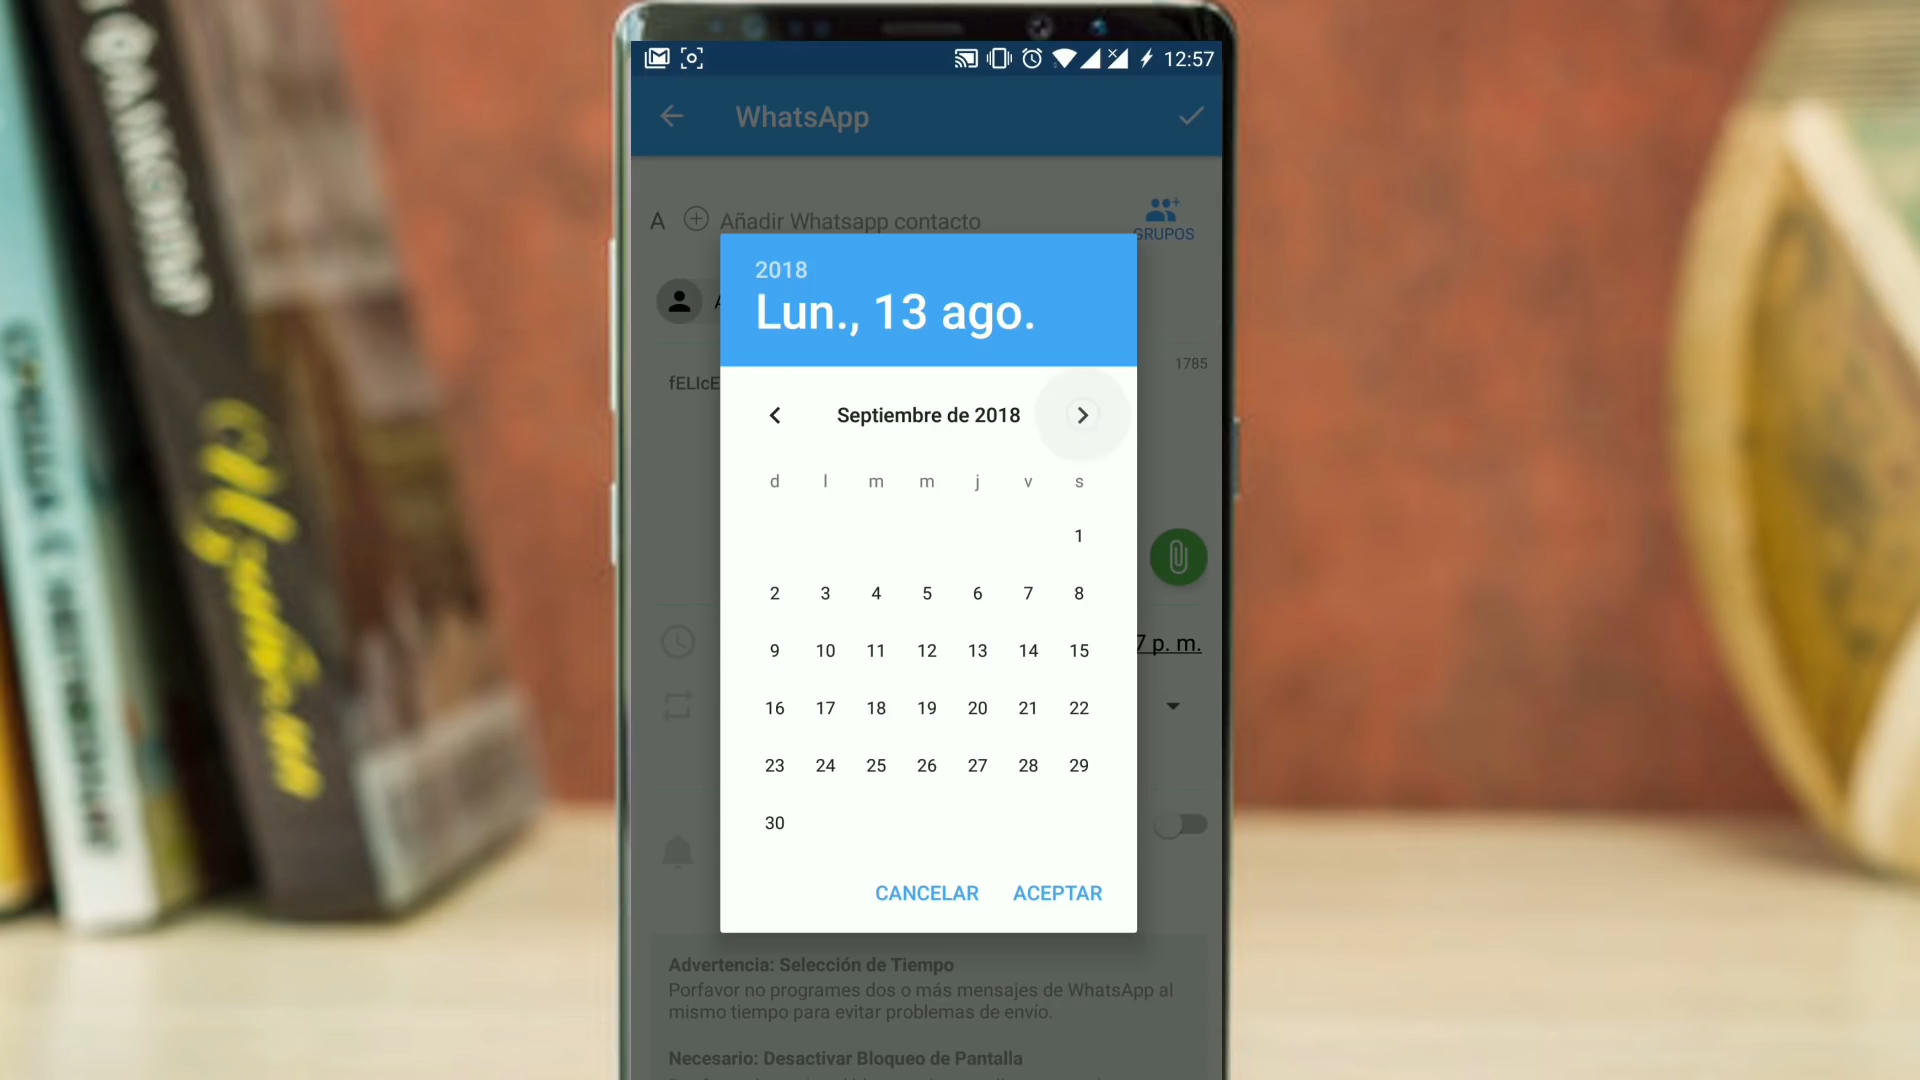 12:57
WhatsApp
A Añadir Whatsapp contacto
GRUPOS
2018
Lun., 13 ago.
1785
fELIcE
Septiembre de 2018
d l m m j v s
1
2 3 4 5 6 7 8
9 10 11 12 13 14 15
7 p. m.
16 17 18 19 20 21 22
23 24 25 26 27 28 29
30
CANCELAR ACEPTAR
Advertencia: Selección de Tiempo
Porfavor no programes dos o más mensajes de WhatsApp al
mismo tiempo para evitar problemas de envío.
Necesario: Desactivar Bloqueo de Pantalla